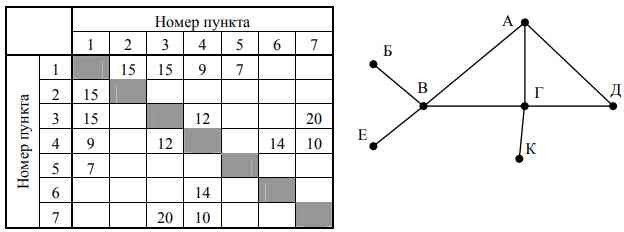 Номер пункта
1 2 3 4 5 6 7
Номер пункта
1 15 15 9 7
2 15
3 15 12 20
4 9 12 14 10
5 7
6 14
7 20 10
А
Б
В Г Д
Е
К